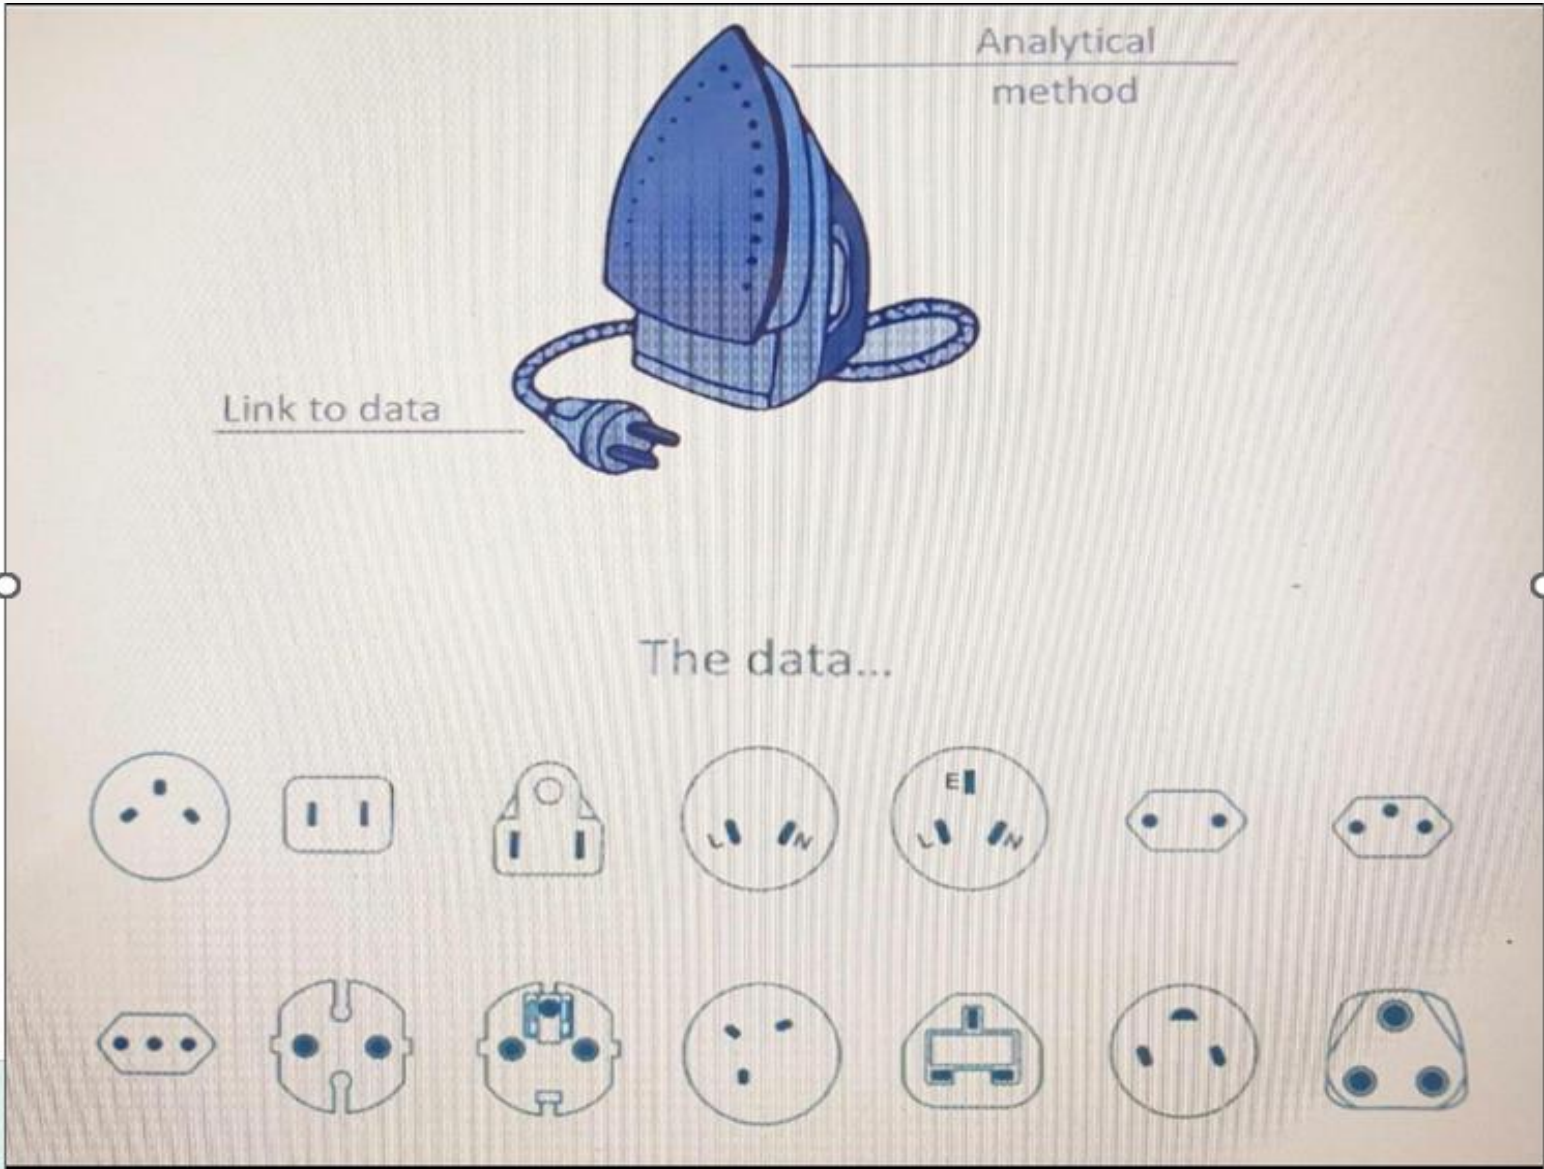 Analytical
method
Link to data
The data...
L N
E
L N